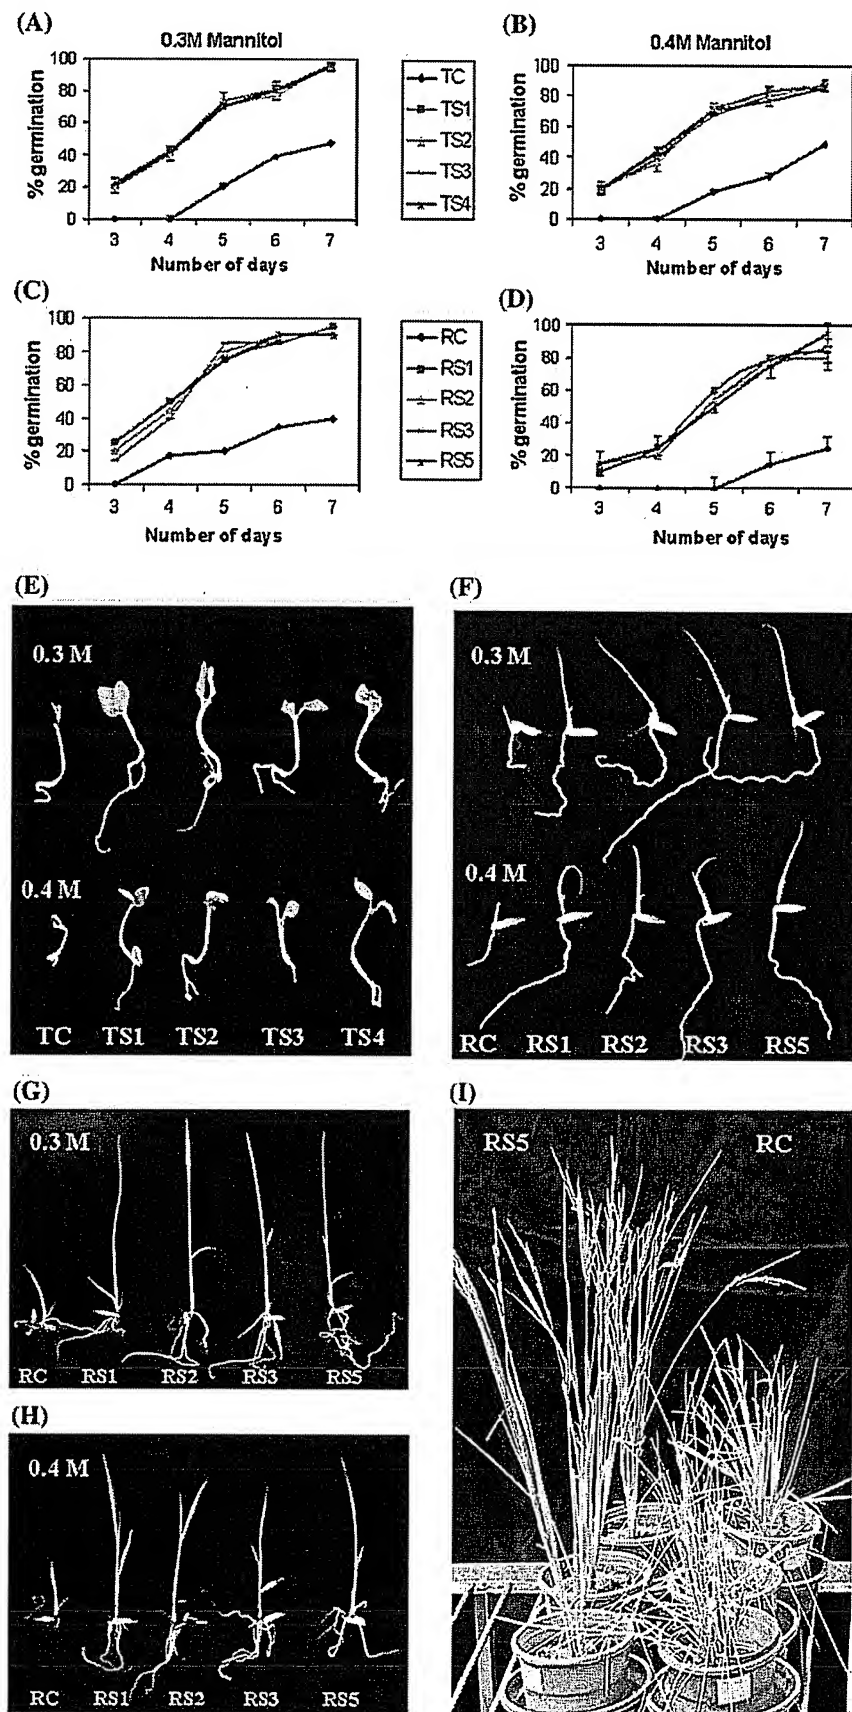 (A)
0.3M Mannitol
% germination
100
80
60
40
20
0
3 4 5 6 7
Number of days
TC
TS1
TS2
TS3
TS4
(B)
0.4M Mannitol
% germination
100
80
60
40
20
0
3 4 5 6 7
Number of days
(C)
% germination
100
80
60
40
20
0
3 4 5 6 7
Number of days
RC
RS1
RS2
RS3
RS5
(D)
% germination
100
80
60
40
20
0
3 4 5 6 7
Number of days
(E)
0.3 M
0.4 M
TC TS1 TS2 TS3 TS4
(F)
0.3 M
0.4 M
RC RS1 RS2 RS3 RS5
(G)
0.3 M
RC RS1 RS2 RS3 RS5
(H)
0.4 M
RC RS1 RS2 RS3 RS5
(I)
RS5 RC